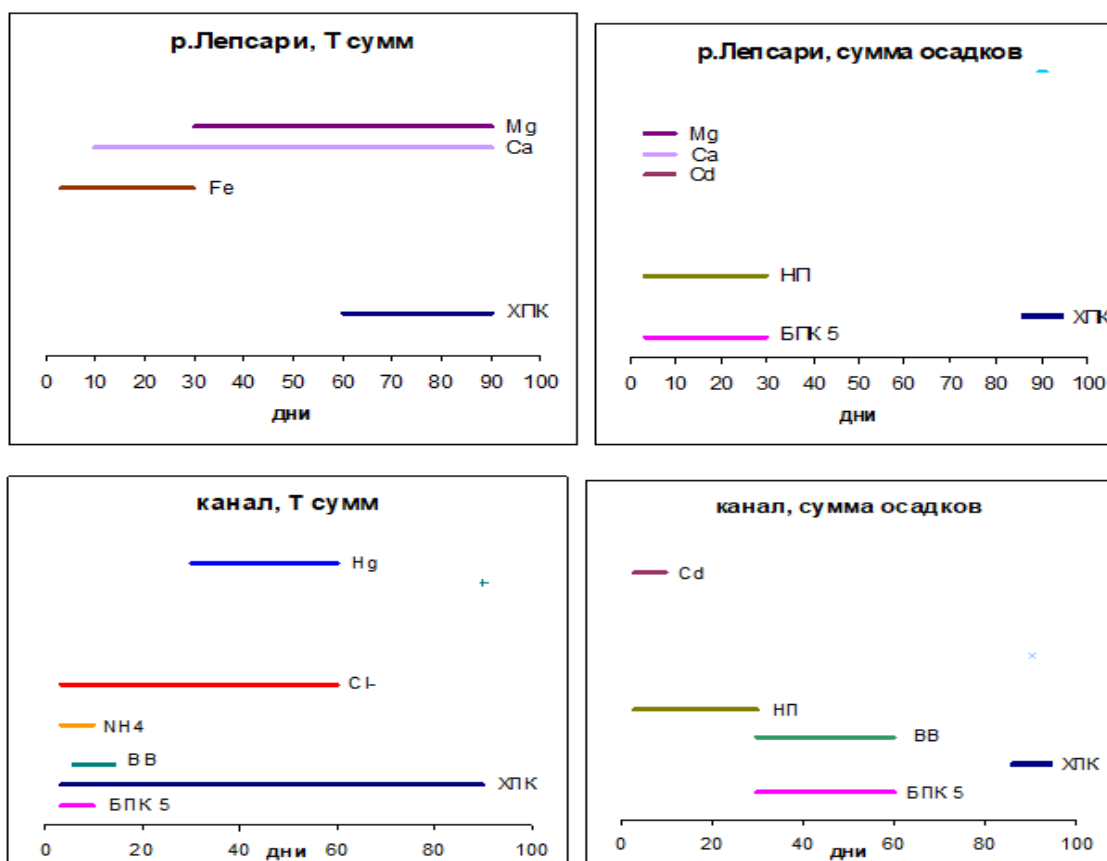 р.Лепсари, Т сумм
Mg
Ca
Fe
ХПК
0 10 20 30 40 50 60 70 80 90 100
дни
р.Лепсари, сумма осадков
Mg
Ca
Cd
НП
ХПК
БПК 5
0 10 20 30 40 50 60 70 80 90 100
дни
канал, Т сумм
Hg
Cl-
NH4
ВВ
ХПК
БПК 5
0 20 40 60 80 100
дни
канал, сумма осадков
Cd
НП
ВВ
ХПК
БПК 5
0 20 40 60 80 100
дни